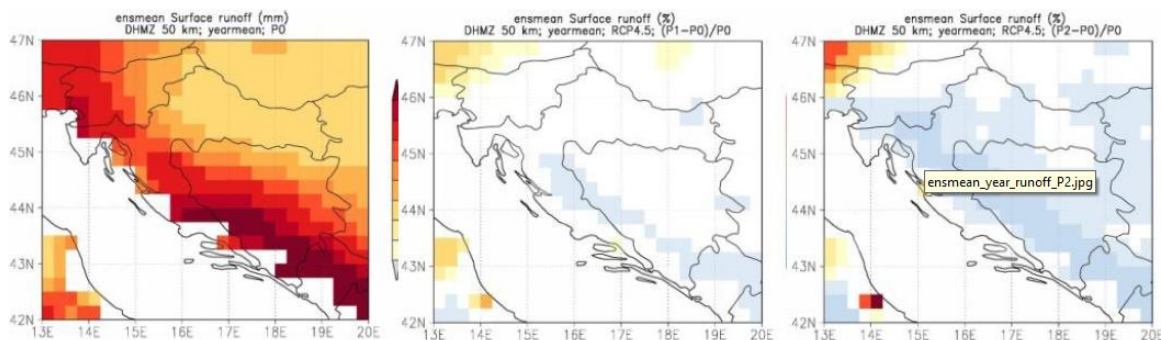 ensmean Surface runoff (mm)
DHMZ 50 km; yearmean; P0
47N
46N
45N
44N
43N
42N
13E 14E 15E 16E 17E 18E 19E 20E
ensmean Surface runoff (%)
DHMZ 50 km; yearmean; RCP4.5; (P1-P0)/P0
47N
46N
45N
44N
43N
42N
13E 14E 15E 16E 17E 18E 19E 20E
ensmean Surface runoff (%)
DHMZ 50 km; yearmean; RCP4.5; (P2-P0)/P0
47N
46N
45N
ensmean_year_runoff_P2.jpg
44N
43N
42N
13E 14E 15E 16E 17E 18E 19E 20E